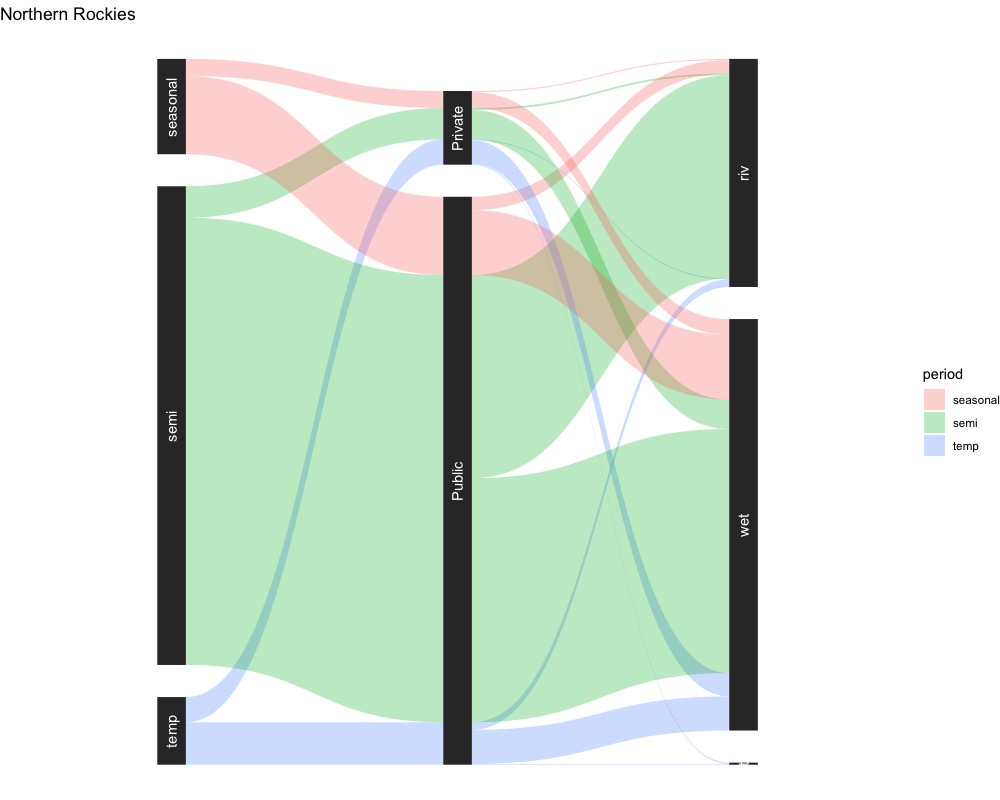 Northern Rockies
seasonal
semi
temp
Private
Public
riv
wet
period
seasonal
semi
temp